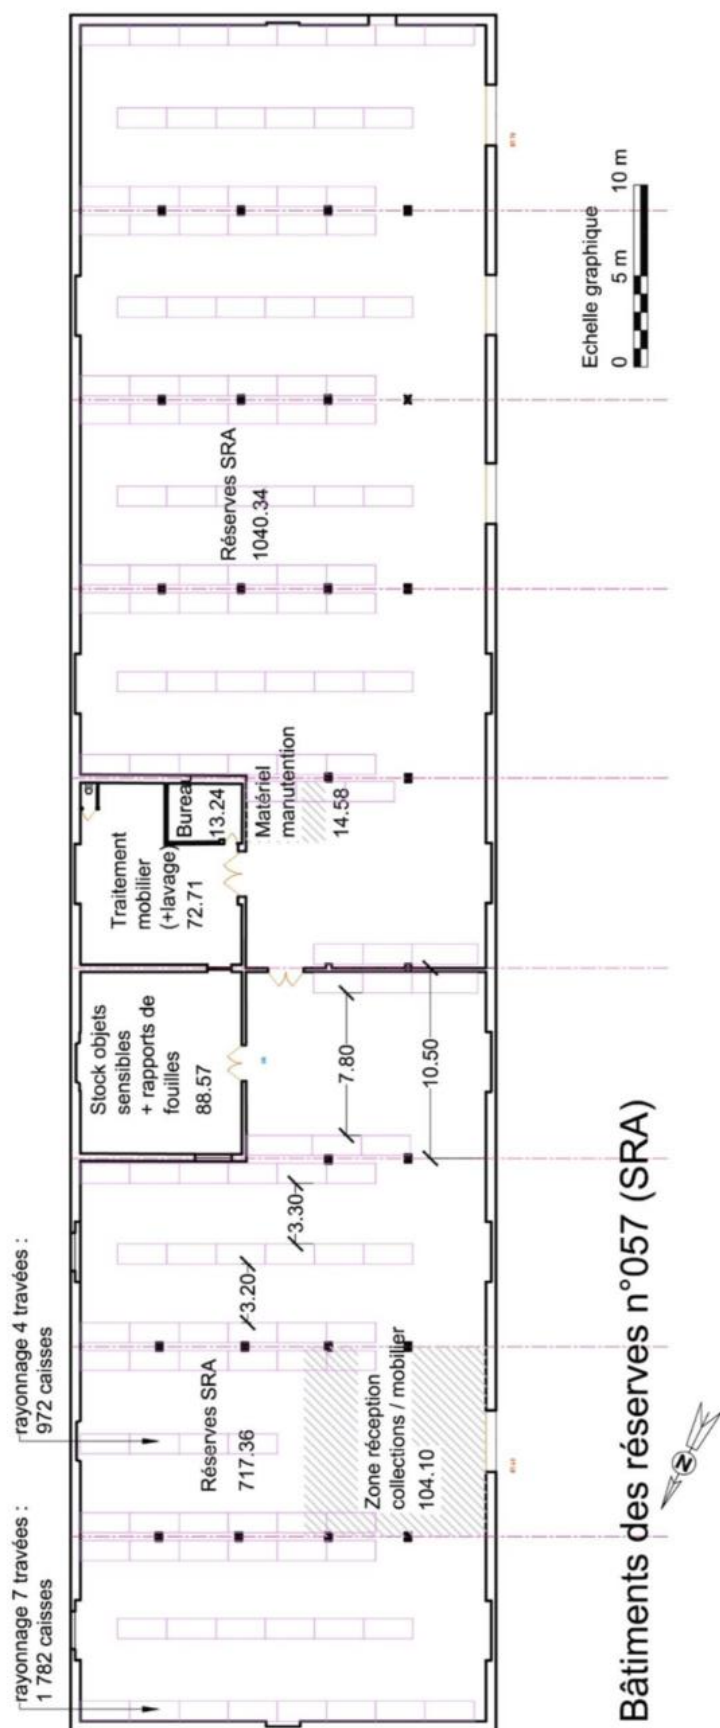 rayonnage 7 travées :
1 782 caisses
rayonnage 4 travées :
972 caisses
Stock objets
sensibles
+ rapports de
fouilles
88.57
Traitement
mobilier
(+lavage)
72.71
Bureau
13.24
Matériel
manutention
14.58
Réserves SRA
1040.34
Réserves SRA
717.36
3.20
3.30
7.80
10.50
Zone réception
collections / mobilier
104.10
Echelle graphique
0 5 m 10 m
Bâtiments des réserves n°057 (SRA)
N